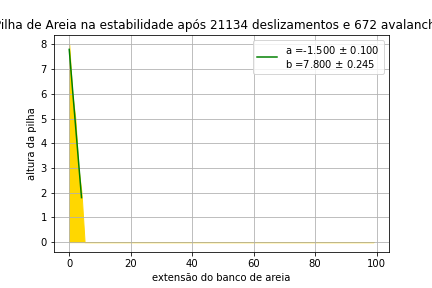 ilha de Areia na estabilidade após 21134 deslizamentos e 672 avalanch
a =-1.500 ± 0.100
b =7.800 ± 0.245
altura da pilha
8
7
6
5
4
3
2
1
0
0 20 40 60 80 100
extensão do banco de areia